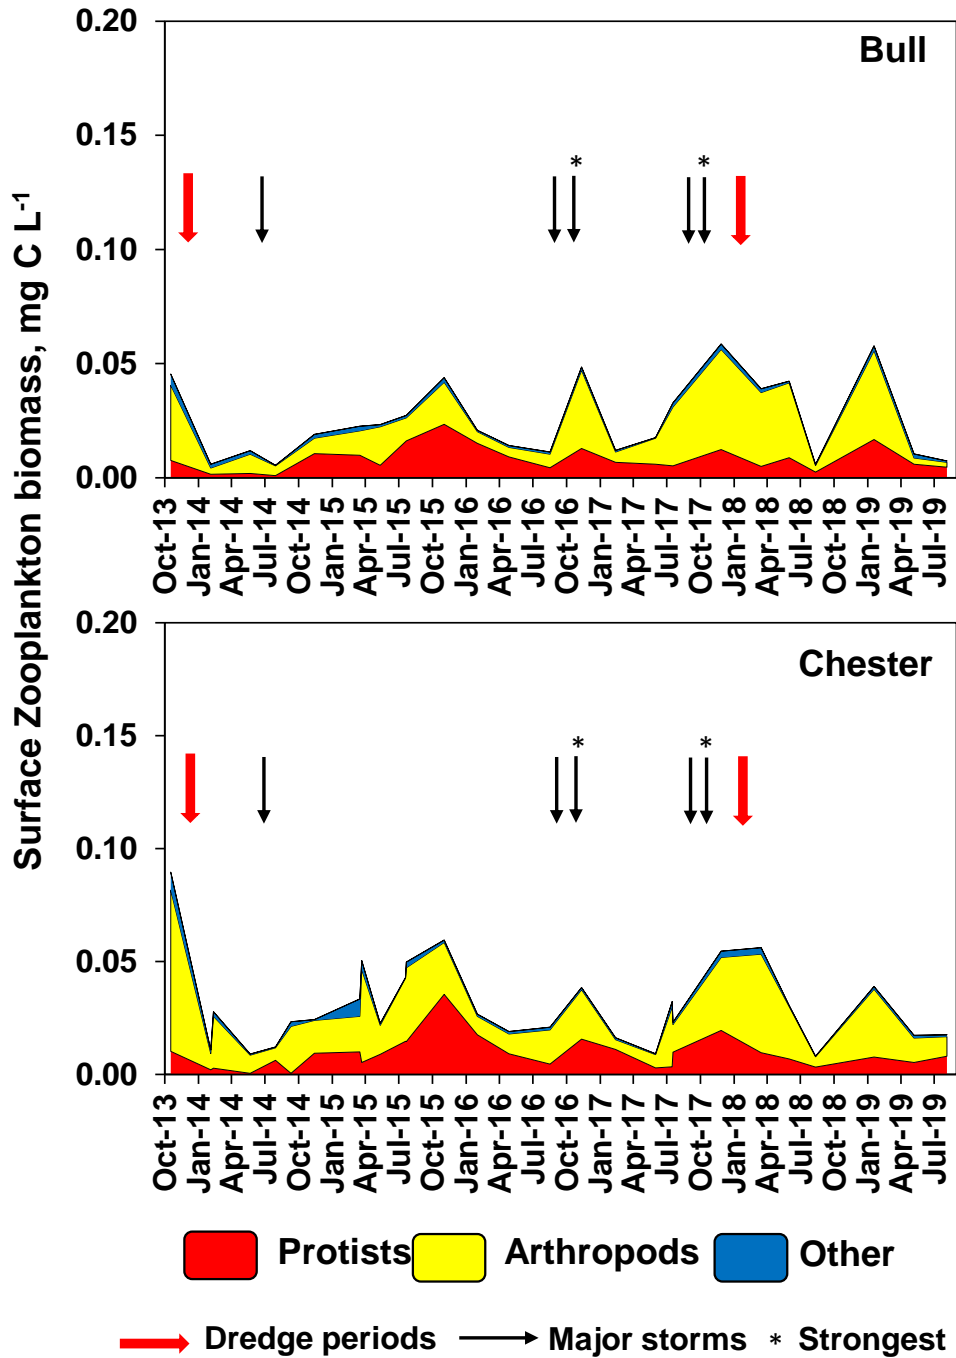 Surface Zooplankton biomass, mg C L-1
0.20
0.15
0.10
0.05
0.00
Bull
*
*
Oct-13
Jan-14
Apr-14
Jul-14
Oct-14
Jan-15
Apr-15
Jul-15
Oct-15
Jan-16
Apr-16
Jul-16
Oct-16
Jan-17
Apr-17
Jul-17
Oct-17
Jan-18
Apr-18
Jul-18
Oct-18
Jan-19
Apr-19
Jul-19
0.20
0.15
0.10
0.05
0.00
Chester
*
*
Oct-13
Jan-14
Apr-14
Jul-14
Oct-14
Jan-15
Apr-15
Jul-15
Oct-15
Jan-16
Apr-16
Jul-16
Oct-16
Jan-17
Apr-17
Jul-17
Oct-17
Jan-18
Apr-18
Jul-18
Oct-18
Jan-19
Apr-19
Jul-19
Protists Arthropods Other
Dredge periods Major storms * Strongest